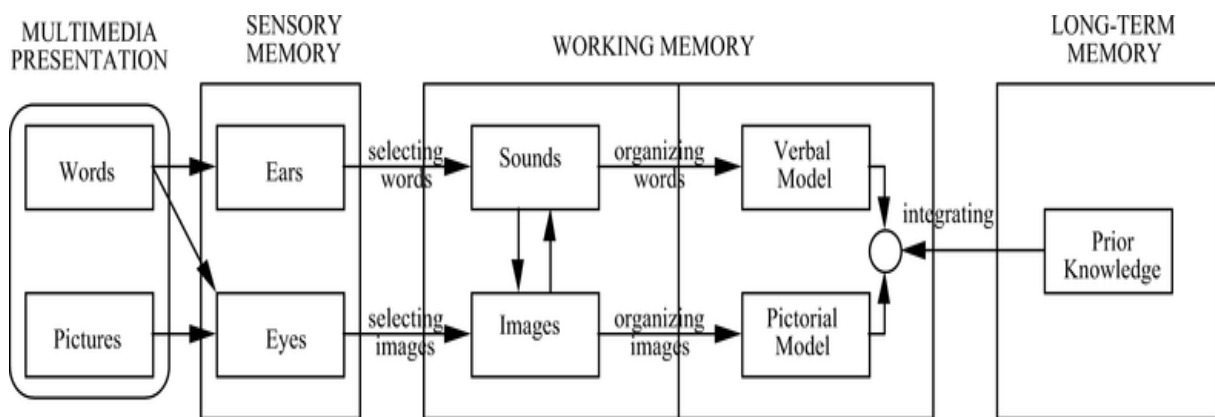 MULTIMEDIA
PRESENTATION
SENSORY
MEMORY
WORKING MEMORY
LONG-TERM
MEMORY
Words
Ears
selecting
words
Sounds
organizing
words
Verbal
Model
integrating
Prior
Knowledge
Pictures
Eyes
selecting
images
Images
organizing
images
Pictorial
Model